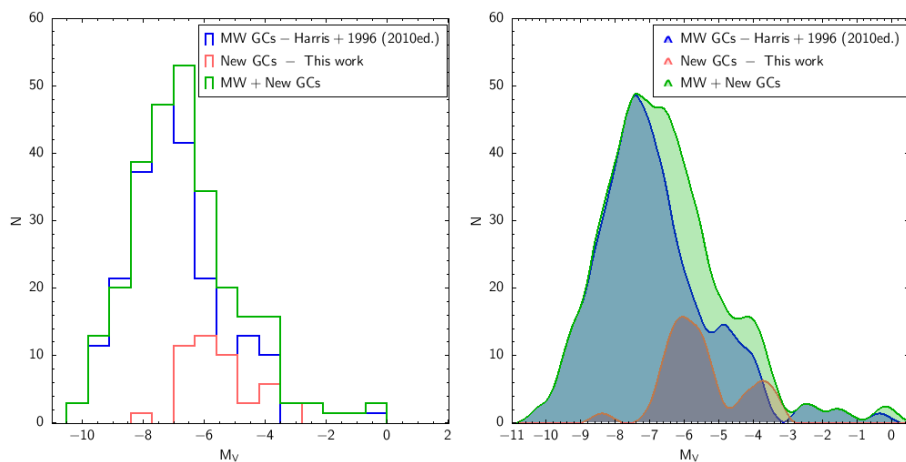 60
50
40
30
20
10
0
N
−10 −8 −6 −4 −2 0 2
M_V
MW GCs − Harris + 1996 (2010ed.)
New GCs − This work
MW + New GCs
60
50
40
30
20
10
0
N
−11 −10 −9 −8 −7 −6 −5 −4 −3 −2 −1 0
M_V
MW GCs − Harris + 1996 (2010ed.)
New GCs − This work
MW + New GCs